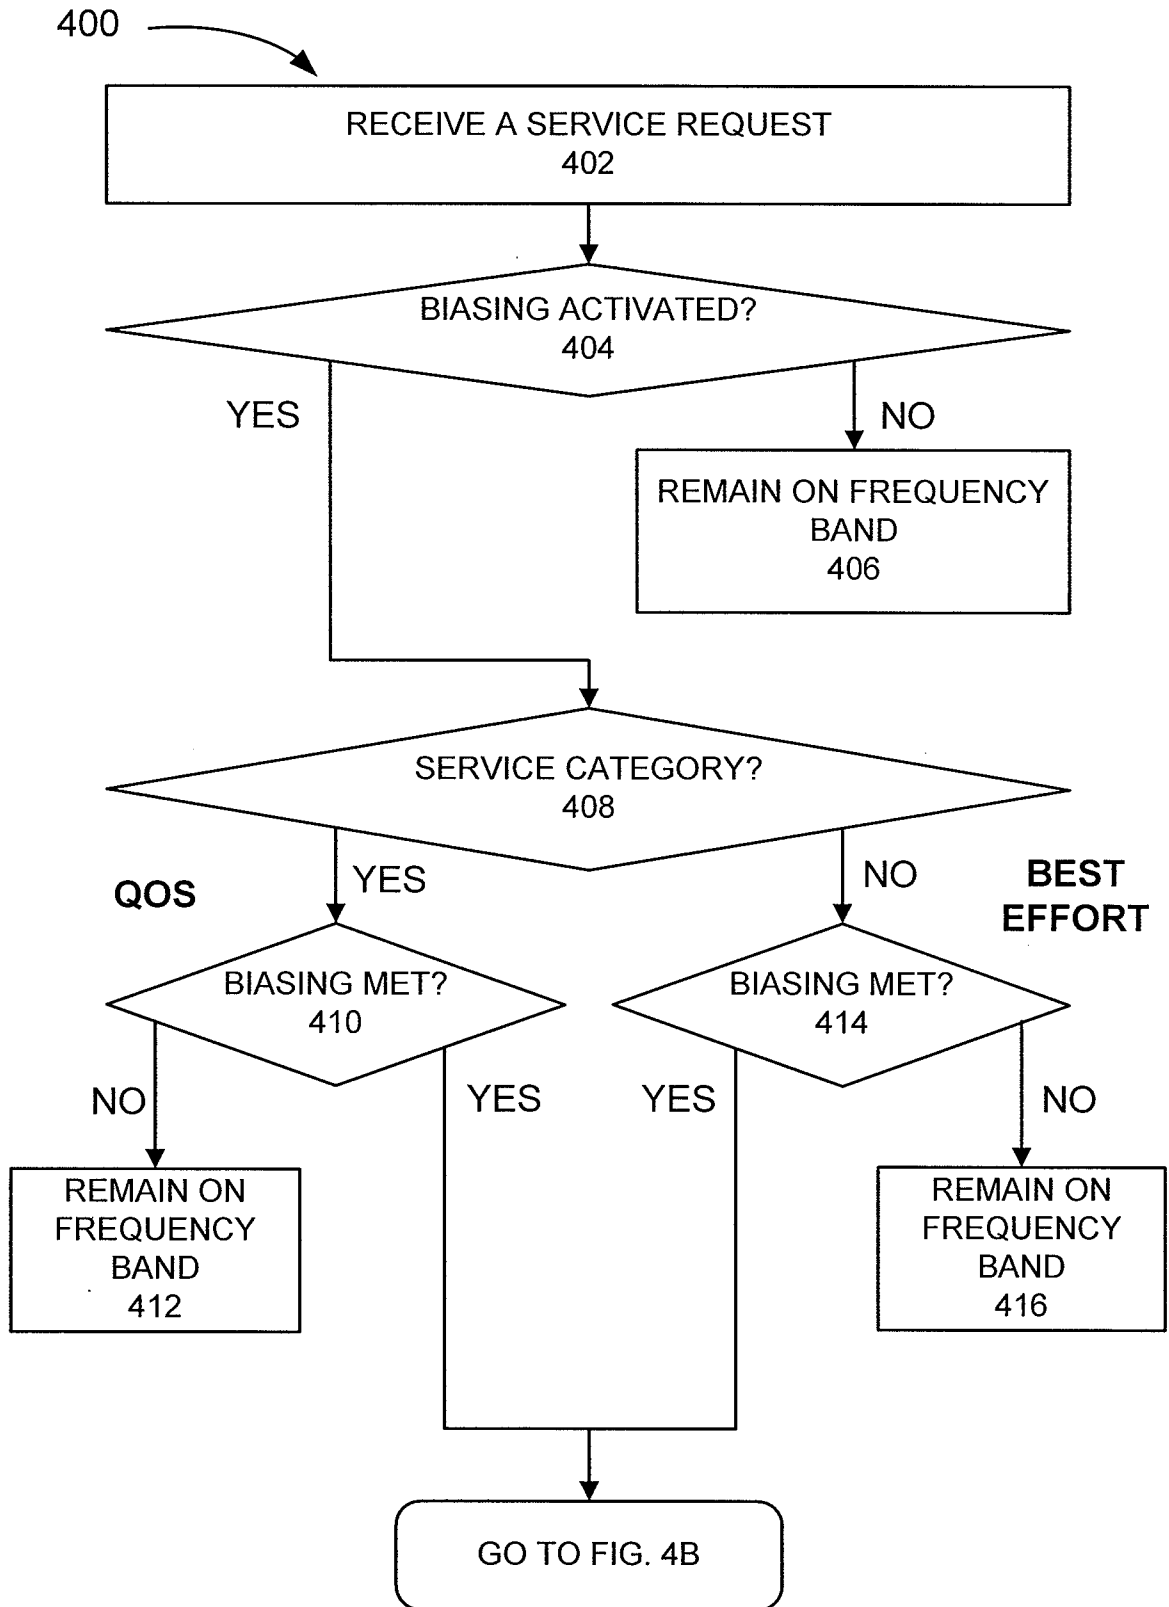 400
RECEIVE A SERVICE REQUEST
402
BIASING ACTIVATED?
404
YES
NO
REMAIN ON FREQUENCY
BAND
406
SERVICE CATEGORY?
408
QOS
YES
NO
BEST
EFFORT
BIASING MET?
410
BIASING MET?
414
NO
YES
YES
NO
REMAIN ON
FREQUENCY
BAND
412
REMAIN ON
FREQUENCY
BAND
416
GO TO FIG. 4B